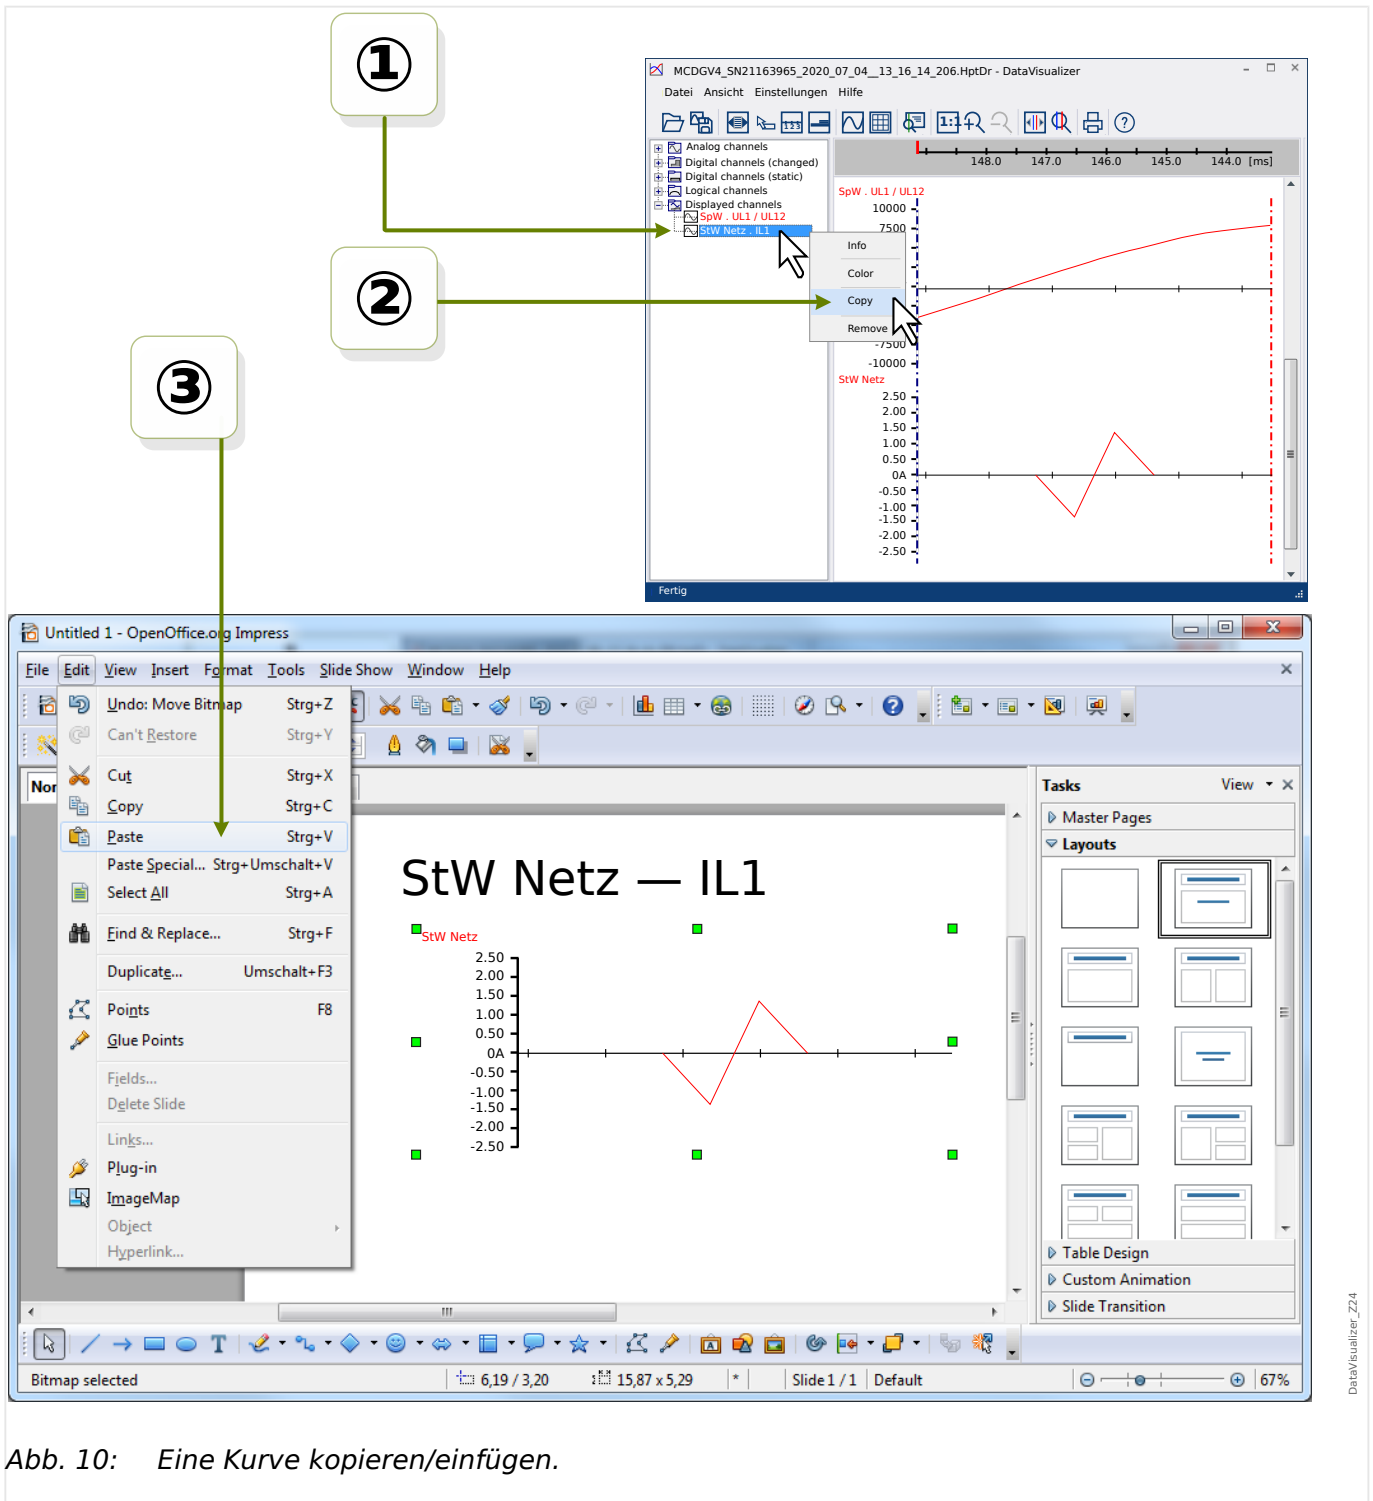 ①
MCDGV4_SN21163965_2020_07_04__13_16_14_206.HptDr - DataVisualizer
Datei Ansicht Einstellungen Hilfe
1:1
123
Analog channels
Digital channels (changed)
Digital channels (static)
Logical channels
Displayed channels
SpW . UL1 / UL12
StW Netz . IL1
148.0 147.0 146.0 145.0 144.0 [ms]
SpW . UL1 / UL12
10000
7500
-7500
-10000
Info
Color
Copy
Remove
StW Netz
2.50
2.00
1.50
1.00
0.50
0A
-0.50
-1.00
-1.50
-2.00
-2.50
Fertig
②
③
Untitled 1 - OpenOffice.org Impress
File Edit View Insert Format Tools Slide Show Window Help
Undo: Move Bitmap Strg+Z
Can't Restore Strg+Y
Cut Strg+X
Copy Strg+C
Paste Strg+V
Paste Special... Strg+Umschalt+V
Select All Strg+A
Find & Replace... Strg+F
Duplicate... Umschalt+F3
Points F8
Glue Points
Fields...
Delete Slide
Links...
Plug-in
ImageMap
Object
Hyperlink...
Nor
StW Netz — IL1
StW Netz
2.50
2.00
1.50
1.00
0.50
0A
-0.50
-1.00
-1.50
-2.00
-2.50
Tasks View
Master Pages
Layouts
Table Design
Custom Animation
Slide Transition
Bitmap selected 6,19 / 3,20 15,87 x 5,29 * Slide 1 / 1 Default 67%
DataVisualizer_Z24
Abb. 10: Eine Kurve kopieren/einfügen.